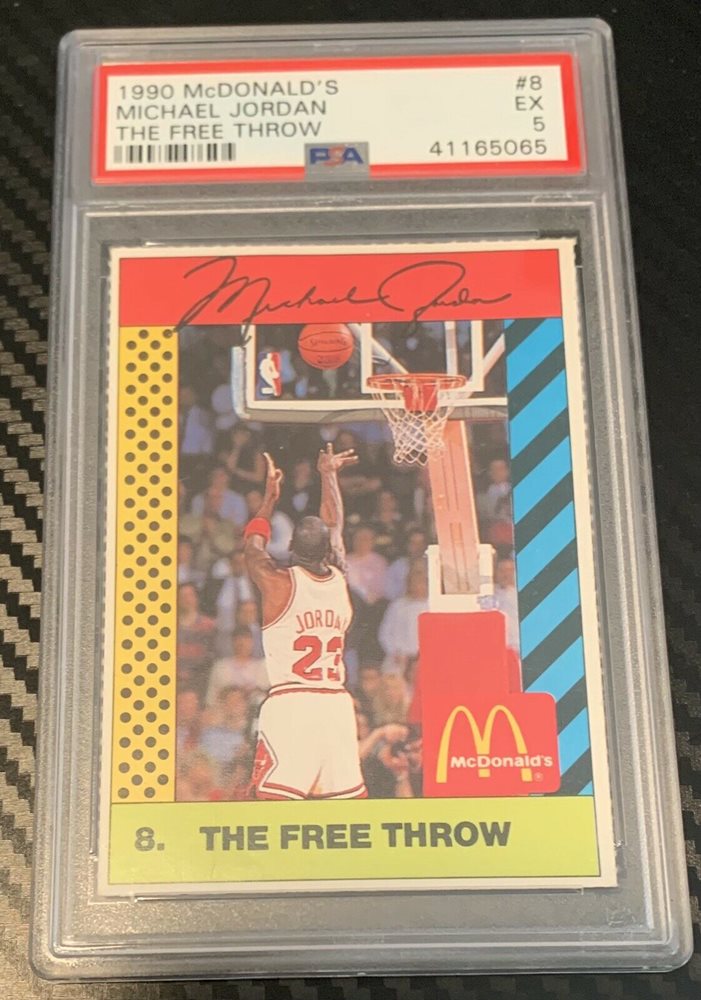 1990 McDONALD'S #8
MICHAEL JORDAN EX
THE FREE THROW 5
PSA 41165065
Michael Jordan
SPALDING
JORDAN
23
McDonald's®
8. THE FREE THROW